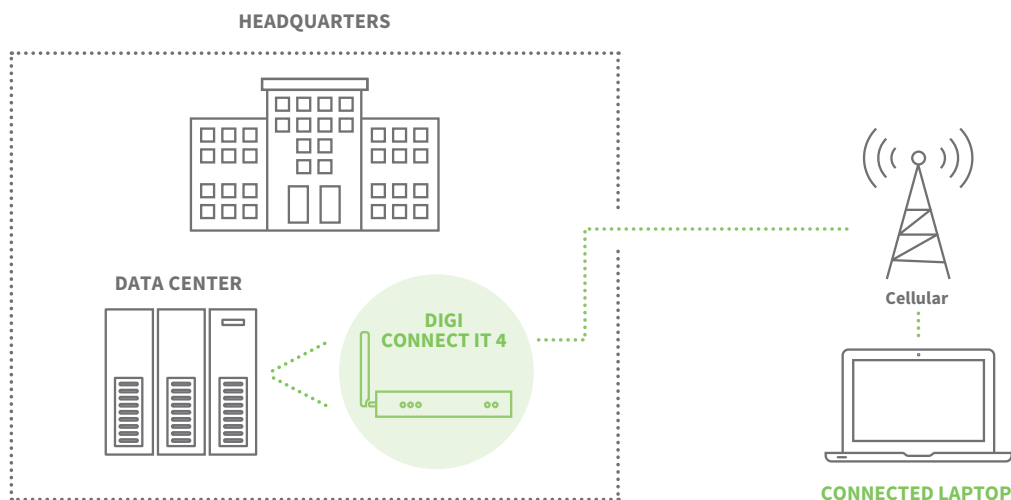 HEADQUARTERS
DATA CENTER
DIGI
CONNECT IT 4
Cellular
CONNECTED LAPTOP